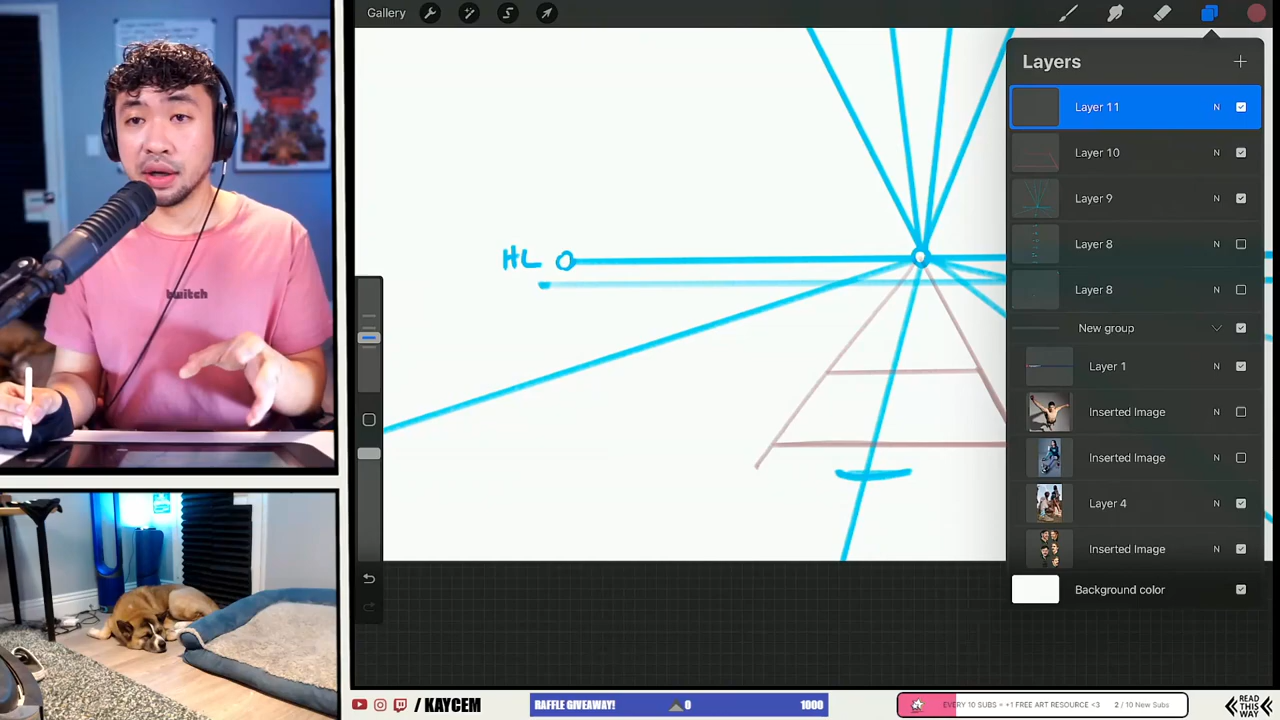 Gallery
Layers
Layer 11 N
Layer 10 N
Layer 9 N
Layer 8 N
Layer 8 N
New group
Layer 1 N
Inserted Image N
Inserted Image N
Layer 4 N
Inserted Image N
Background color
HL
twitch
/ KAYCEM
RAFFLE GIVEAWAY! 0 1000
EVERY 10 SUBS = +1 FREE ART RESOURCE <3 2 / 10 New Subs
READ
THIS
WAY